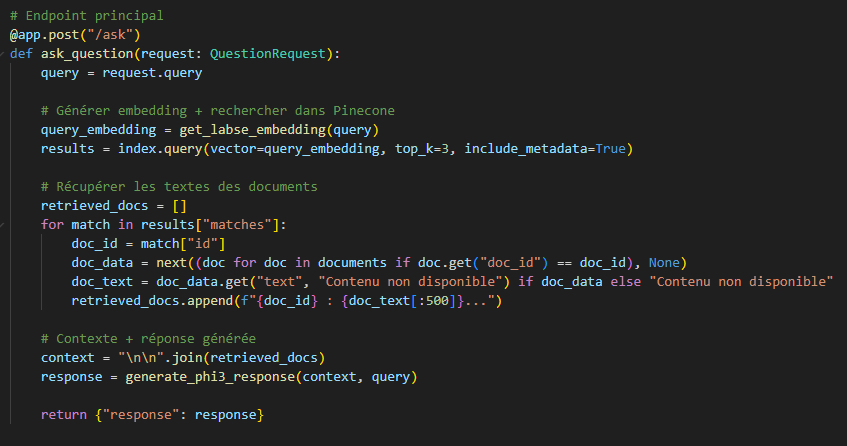 # Endpoint principal
@app.post("/ask")
def ask_question(request: QuestionRequest):
    query = request.query

    # Générer embedding + rechercher dans Pinecone
    query_embedding = get_labse_embedding(query)
    results = index.query(vector=query_embedding, top_k=3, include_metadata=True)

    # Récupérer les textes des documents
    retrieved_docs = []
    for match in results["matches"]:
        doc_id = match["id"]
        doc_data = next((doc for doc in documents if doc.get("doc_id") == doc_id), None)
        doc_text = doc_data.get("text", "Contenu non disponible") if doc_data else "Contenu non disponible"
        retrieved_docs.append(f"{doc_id} : {doc_text[:500]}...")

    # Contexte + réponse générée
    context = "\n\n".join(retrieved_docs)
    response = generate_phi3_response(context, query)

    return {"response": response}